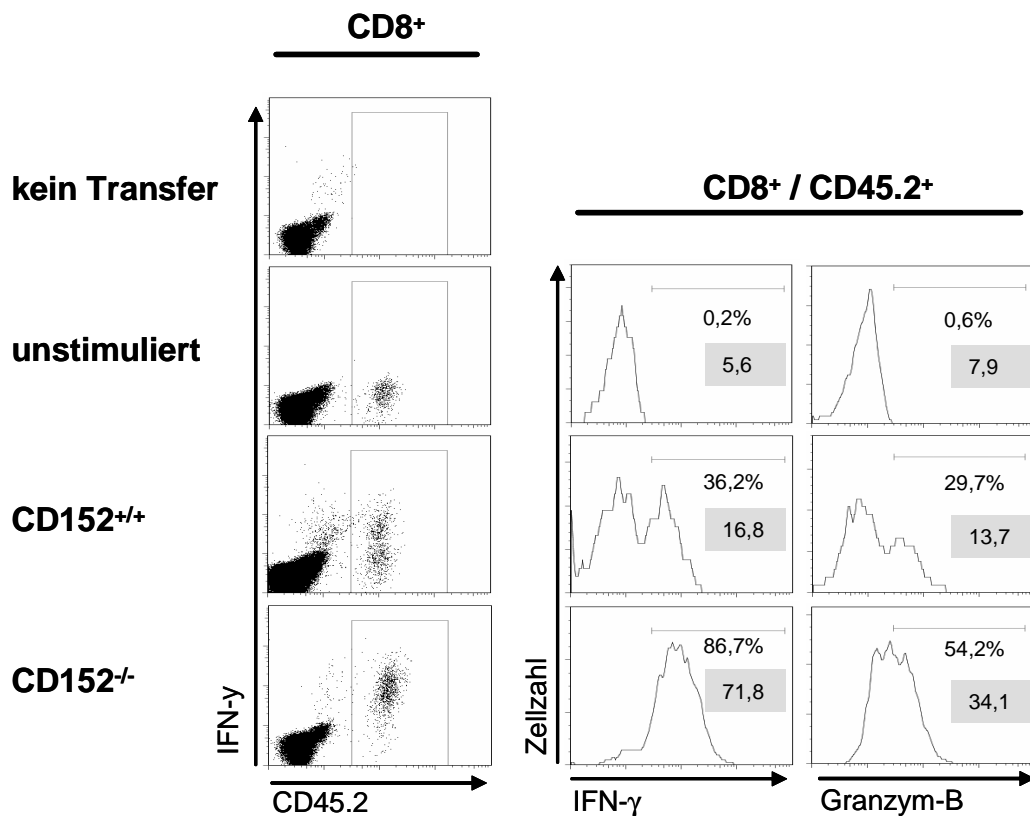 CD8⁺
kein Transfer
CD8⁺ / CD45.2⁺
unstimuliert
0,2%
5,6
0,6%
7,9
CD152⁺/⁺
36,2%
16,8
29,7%
13,7
CD152⁻/⁻
86,7%
71,8
54,2%
34,1
IFN-y
Zellzahl
CD45.2
IFN-γ
Granzym-B